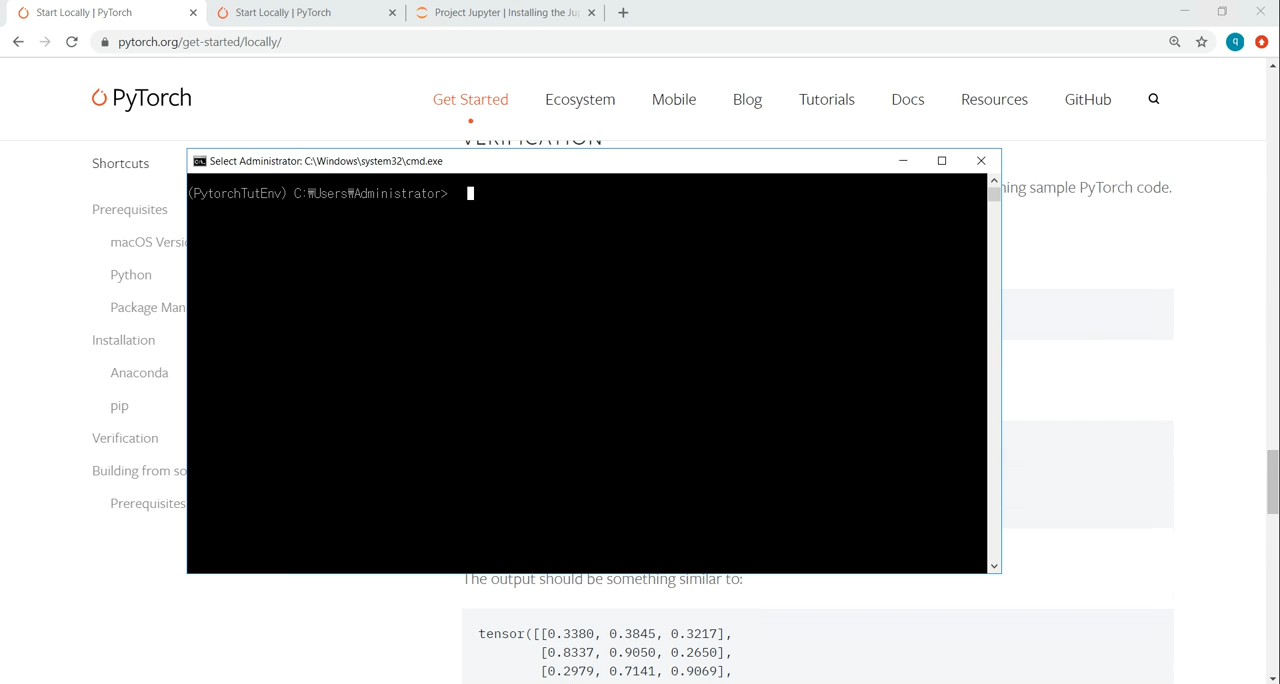 Start Locally | PyTorch
Start Locally | PyTorch
Project Jupyter | Installing the Ju
pytorch.org/get-started/locally/
q
PyTorch
Get Started
Ecosystem
Mobile
Blog
Tutorials
Docs
Resources
GitHub
VERIFICATION
Shortcuts
Select Administrator: C:\Windows\system32\cmd.exe
ning sample PyTorch code.
(PytorchTutEnv) C:₩Users₩Administrator>
Prerequisites
macOS Versi
Python
Package Man
Installation
Anaconda
pip
Verification
Building from so
Prerequisites
The output should be something similar to:
tensor([[0.3380, 0.3845, 0.3217],
[0.8337, 0.9050, 0.2650],
[0.2979, 0.7141, 0.9069],